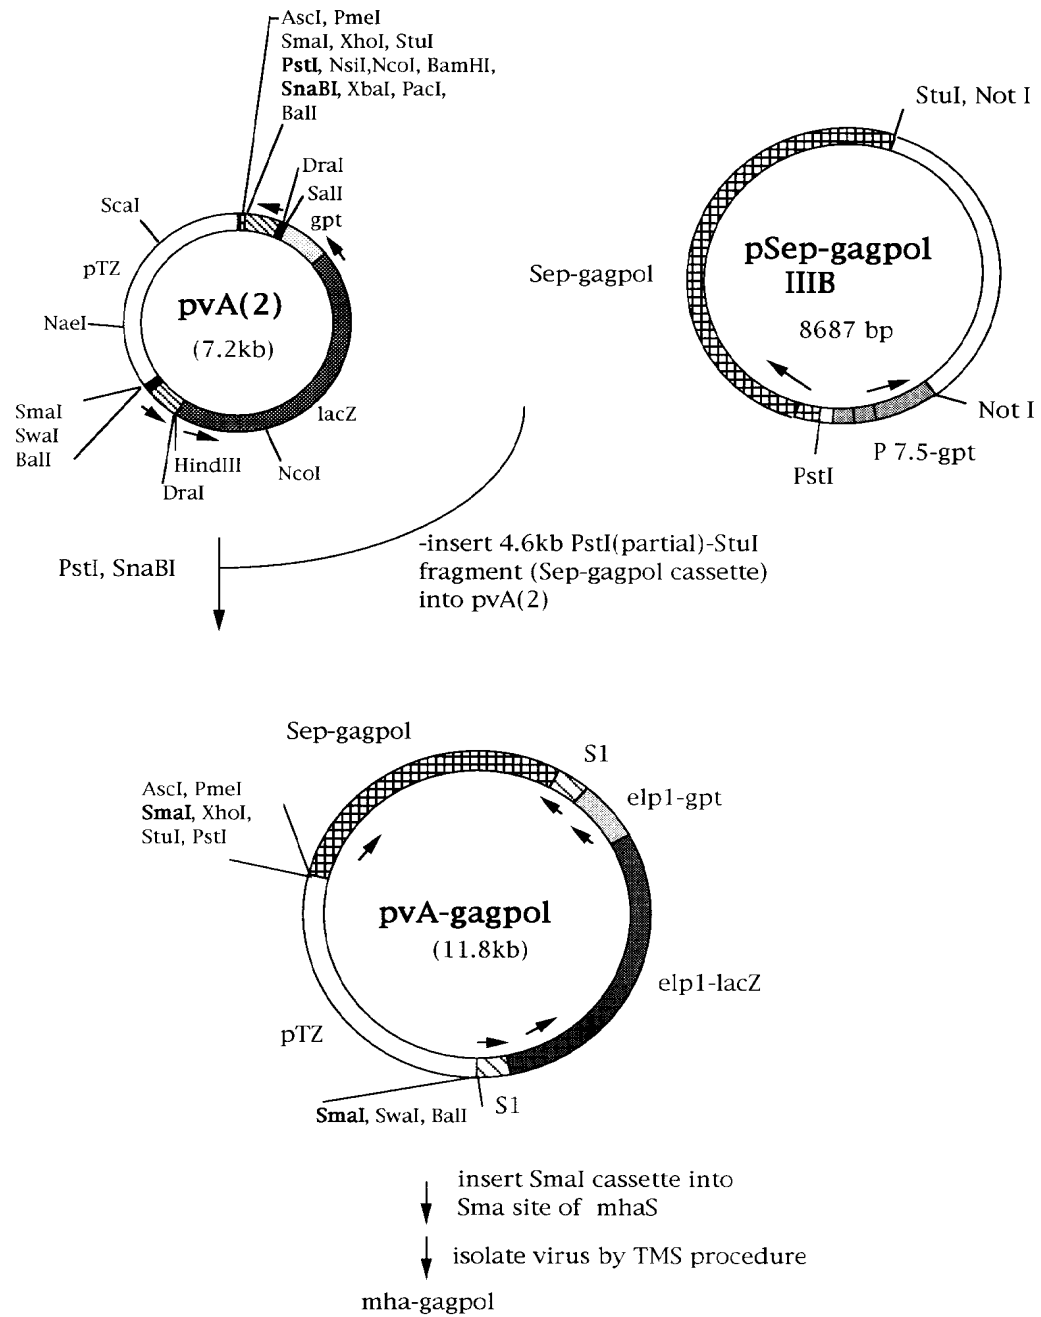 AscI, PmeI
SmaI, XhoI, StuI
PstI, NsiI,NcoI, BamHI,
SnaBI, XbaI, PacI,
BalI
DraI
SalI
gpt
ScaI
pTZ
NaeI
pvA(2)
(7.2kb)
SmaI
SwaI
BalI
lacZ
HindIII
NcoI
DraI
StuI, Not I
Sep-gagpol
pSep-gagpol
IIIB
8687 bp
Not I
P 7.5-gpt
PstI
PstI, SnaBI
-insert 4.6kb PstI(partial)-StuI
fragment (Sep-gagpol cassette)
into pvA(2)
Sep-gagpol
S1
elp1-gpt
AscI, PmeI
SmaI, XhoI,
StuI, PstI
pvA-gagpol
(11.8kb)
elp1-lacZ
pTZ
SmaI, SwaI, BalI
S1
insert SmaI cassette into
Sma site of mhaS
isolate virus by TMS procedure
mha-gagpol